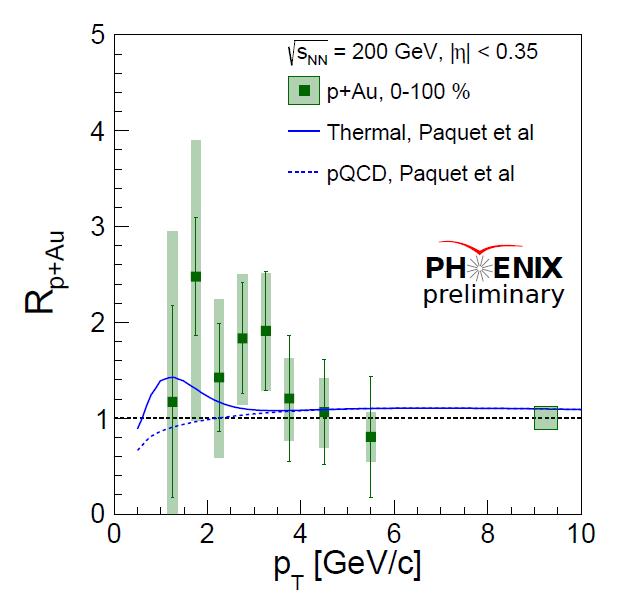 √s_NN = 200 GeV, |η| < 0.35
p+Au, 0-100 %
Thermal, Paquet et al
pQCD, Paquet et al
PHENIX
preliminary
R_p+Au
5
4
3
2
1
0
0 2 4 6 8 10
p_T [GeV/c]